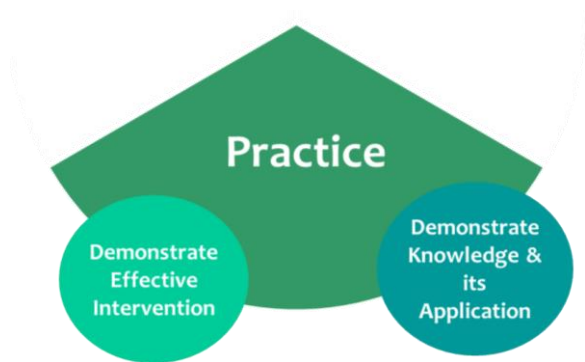 Practice
Demonstrate
Effective
Intervention
Demonstrate
Knowledge &
its
Application